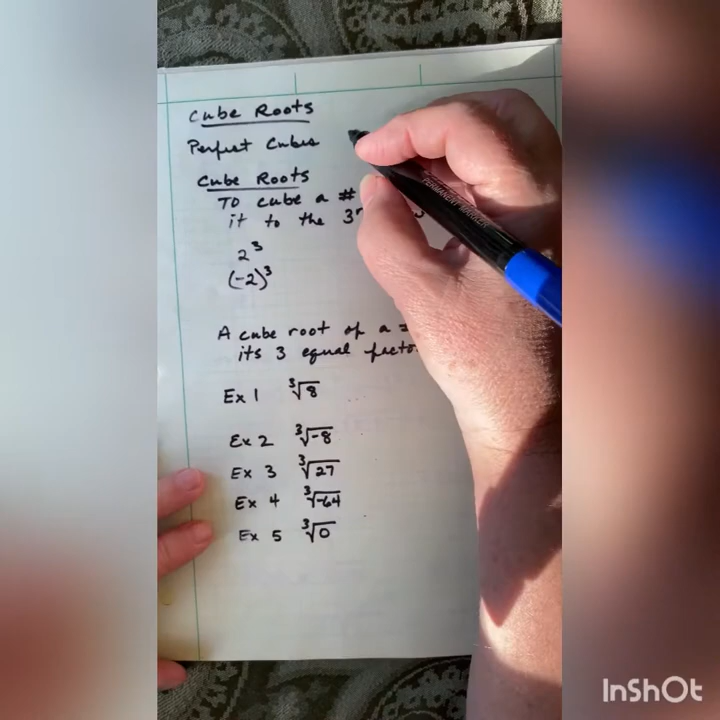 Cube Roots
Perfect Cubes
Cube Roots
To cube a #
it to the 3
2³
(-2)³
A cube root of a
its 3 equal
Ex 1 ∛8
Ex 2 ∛-8
Ex 3 ∛27
Ex 4 ∛-64
Ex 5 ∛0
PERMANENT MARKER
InShOt